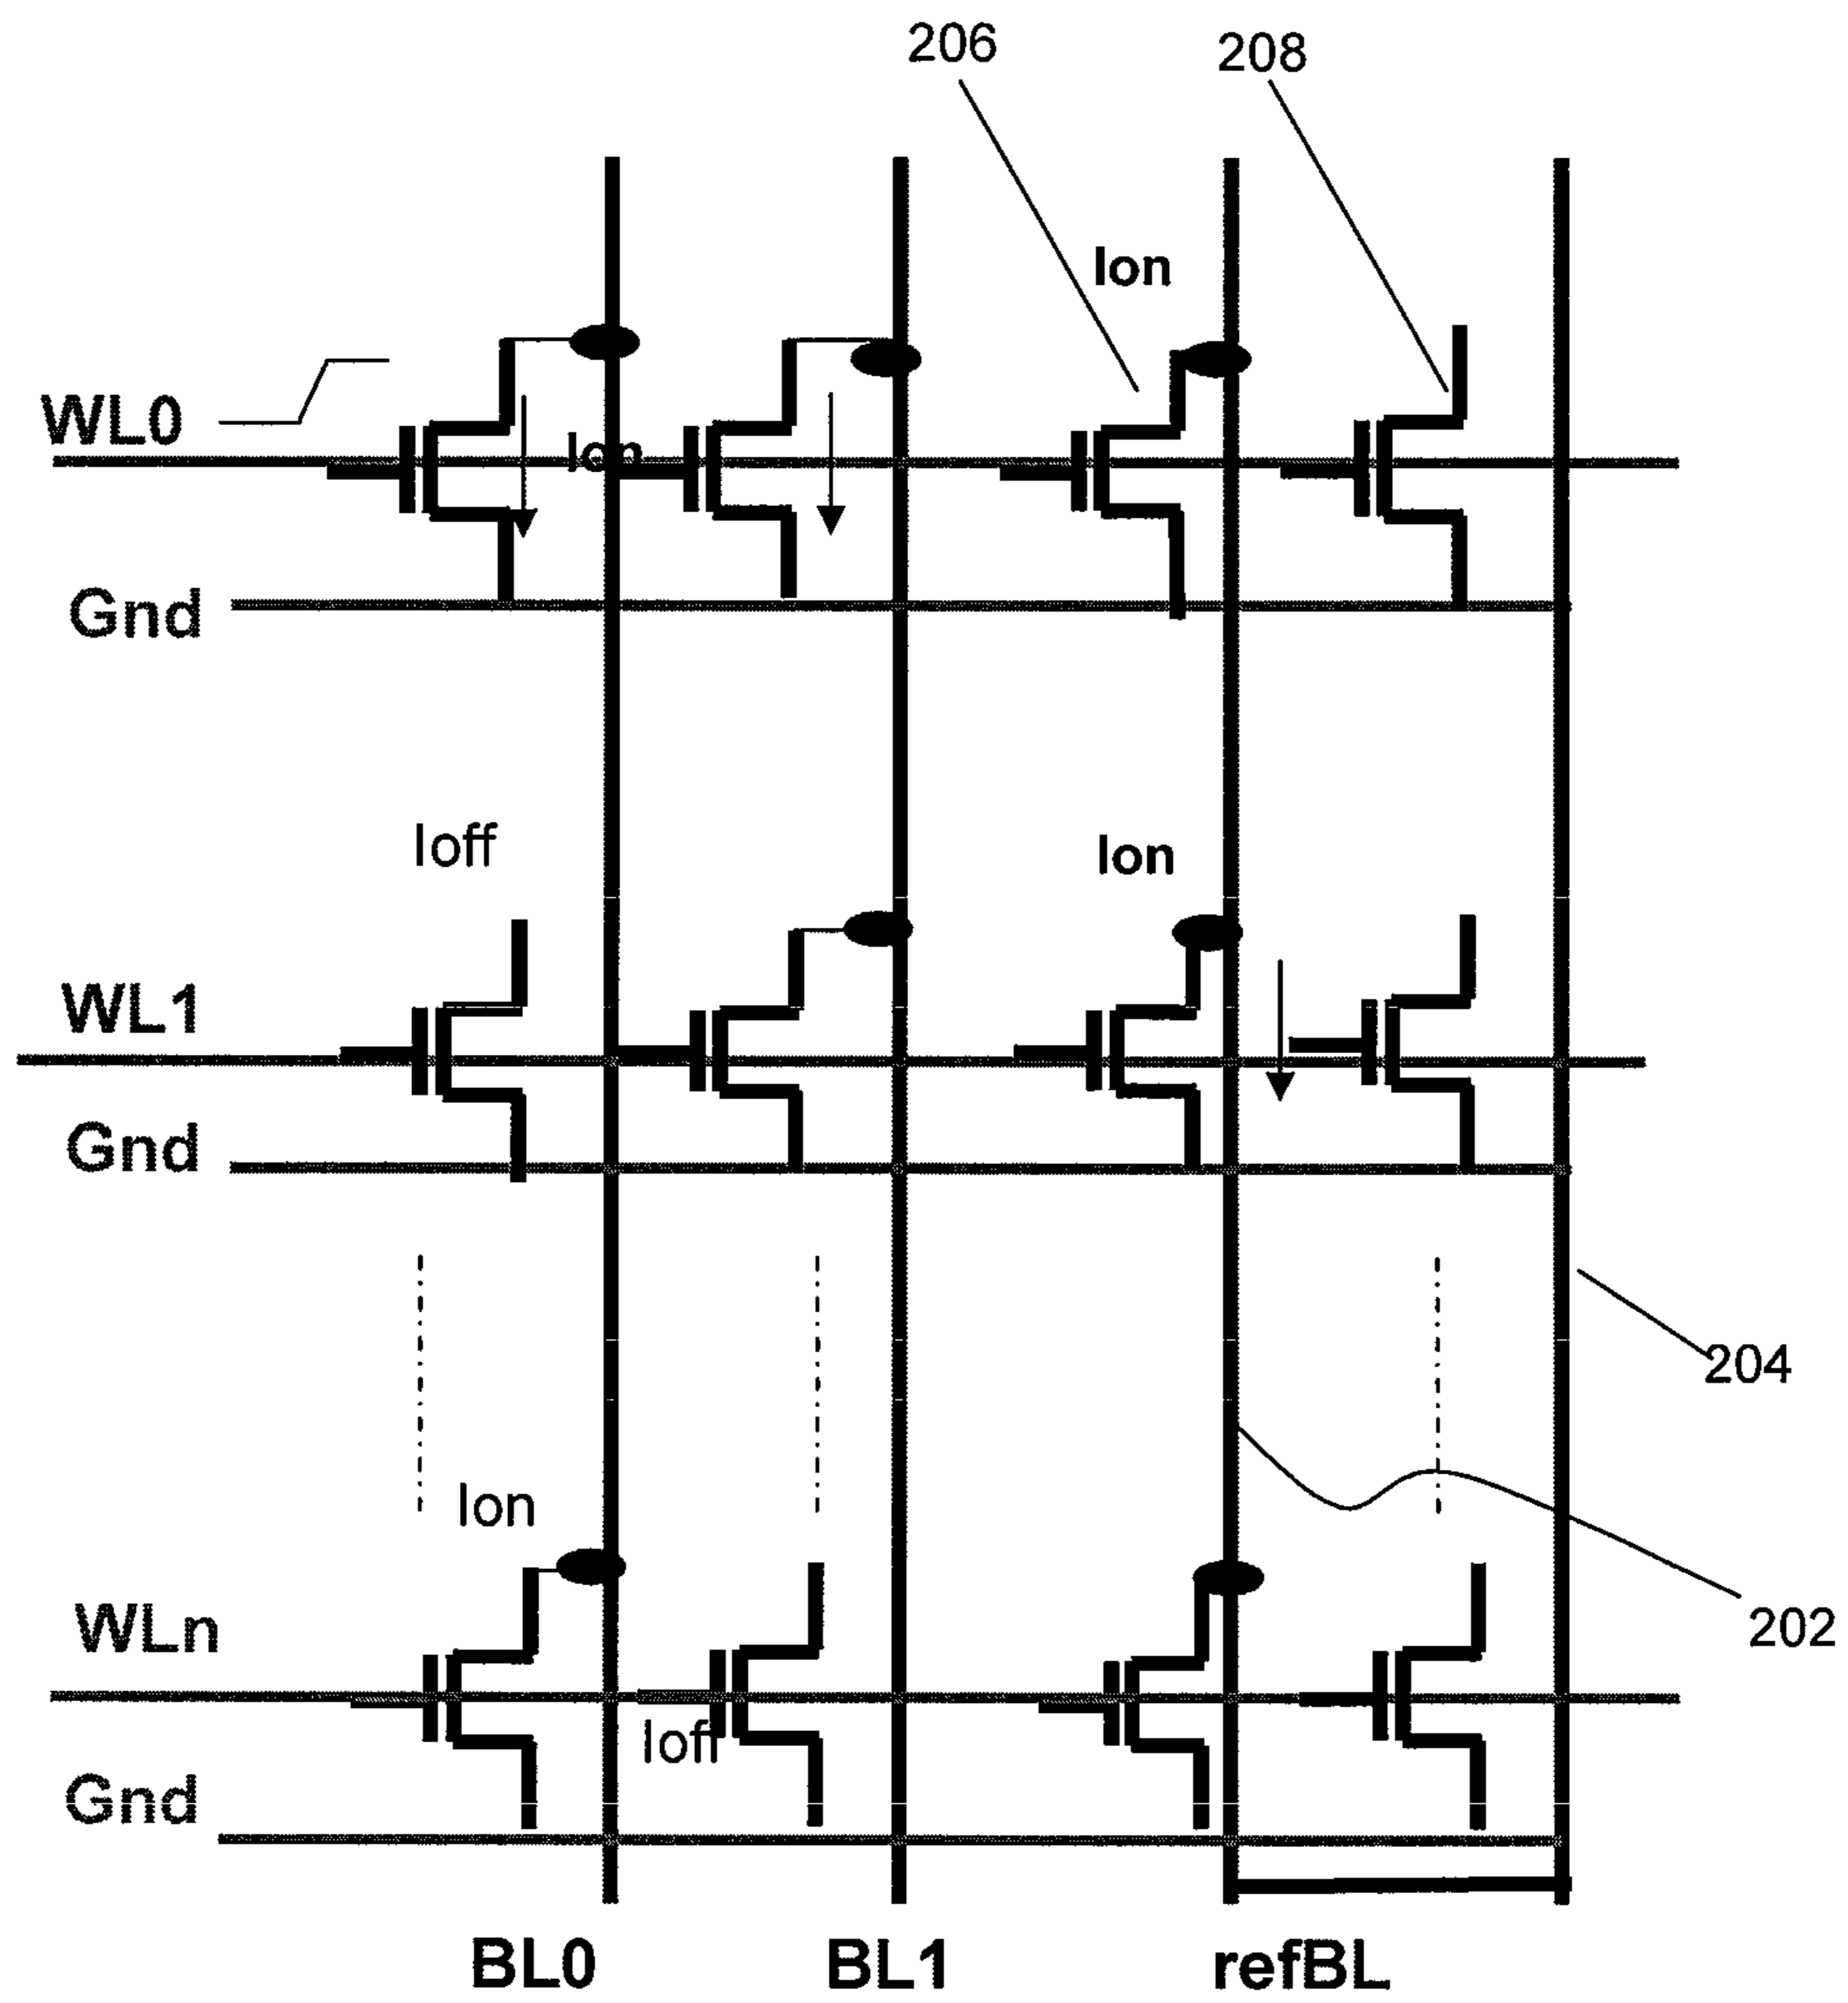 206 208
Ion
WL0
Ion
Gnd
Ioff Ion
WL1
Gnd
204
Ion
WLn
202
Ioff
Gnd
BL0 BL1 refBL